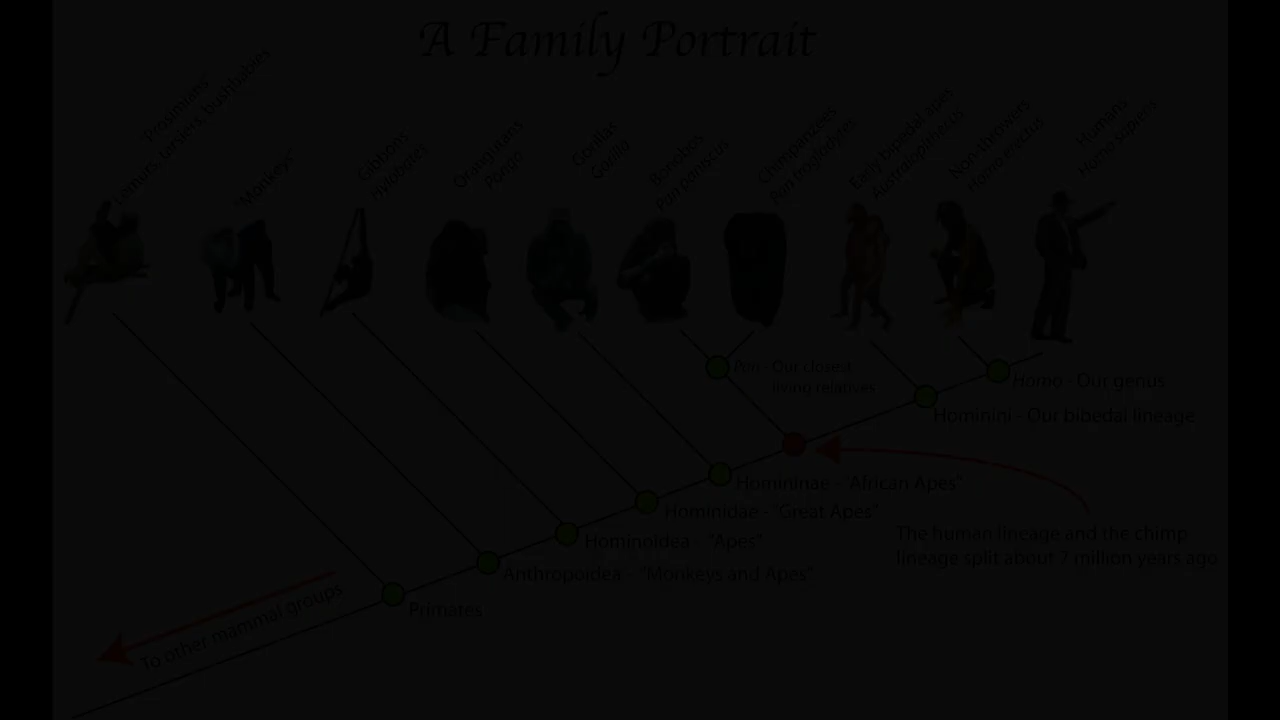 A Family Portrait
"Prosimians"
Lemurs, tarsiers, bushbabies
"Monkeys"
Gibbons
Hylobates
Orangutans
Pongo
Gorillas
Gorilla
Bonobos
Pan paniscus
Chimpanzees
Pan troglodytes
Early bipedal apes
Australopithecus
Non-throwers
Homo erectus
Humans
Homo sapiens
Pan - Our closest
living relatives
Homo - Our genus
Hominini - Our bibedal lineage
Homininae - "African Apes"
Hominidae - "Great Apes"
The human lineage and the chimp
lineage split about 7 million years ago
Hominoidea - "Apes"
Anthropoidea - "Monkeys and Apes"
Primates
To other mammal groups